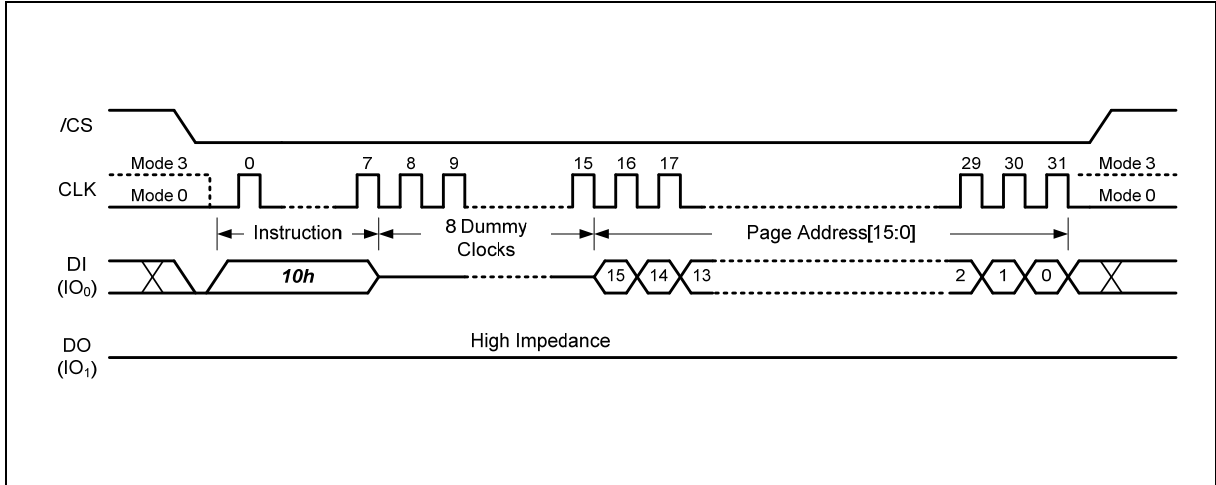 /CS
Mode 3 0 7 8 9 15 16 17 29 30 31 Mode 3
CLK
Mode 0 Mode 0
Instruction 8 Dummy Clocks Page Address[15:0]
DI (IO₀)
10h 15 14 13 2 1 0
High Impedance
DO (IO₁)